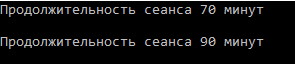 Продолжительность сеанса 70 минут
Продолжительность сеанса 90 минут